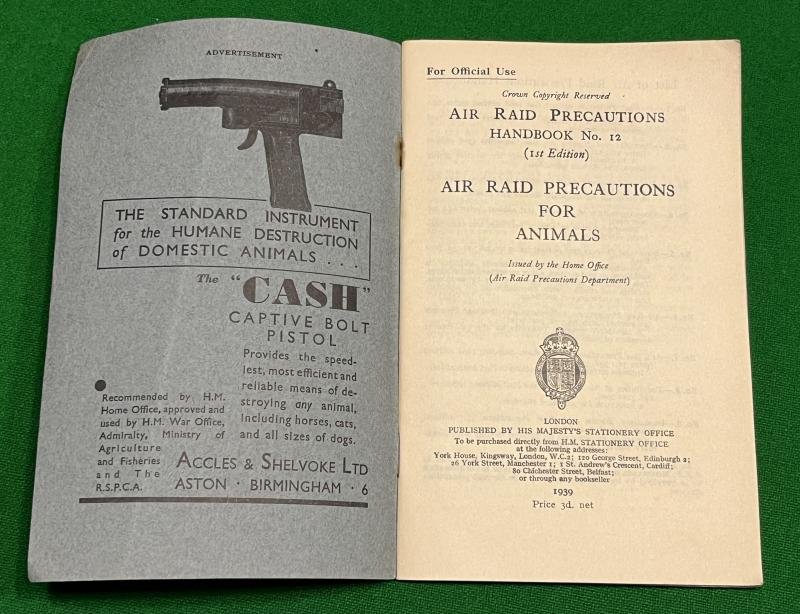 ADVERTISEMENT
THE STANDARD INSTRUMENT
for the HUMANE DESTRUCTION
of DOMESTIC ANIMALS . . .
The "CASH"
CAPTIVE BOLT
PISTOL
Provides the speed-
iest, most efficient and
reliable means of de-
stroying any animal,
including horses, cats,
and all sizes of dogs.
Recommended by H.M.
Home Office, approved and
used by H.M. War Office,
Admiralty, Ministry of
Agriculture
and Fisheries
and The
R.S.P.C.A.
ACCLES & SHELVOKE LTD
ASTON · BIRMINGHAM · 6
For Official Use
Crown Copyright Reserved
AIR RAID PRECAUTIONS
HANDBOOK No. 12
(1st Edition)
AIR RAID PRECAUTIONS
FOR
ANIMALS
Issued by the Home Office
(Air Raid Precautions Department)
LONDON
PUBLISHED BY HIS MAJESTY'S STATIONERY OFFICE
To be purchased directly from H.M. STATIONERY OFFICE
at the following addresses:
York House, Kingsway, London, W.C.2; 120 George Street, Edinburgh 2;
26 York Street, Manchester 1; 1 St. Andrew's Crescent, Cardiff;
80 Chichester Street, Belfast;
or through any bookseller
1939
Price 3d. net